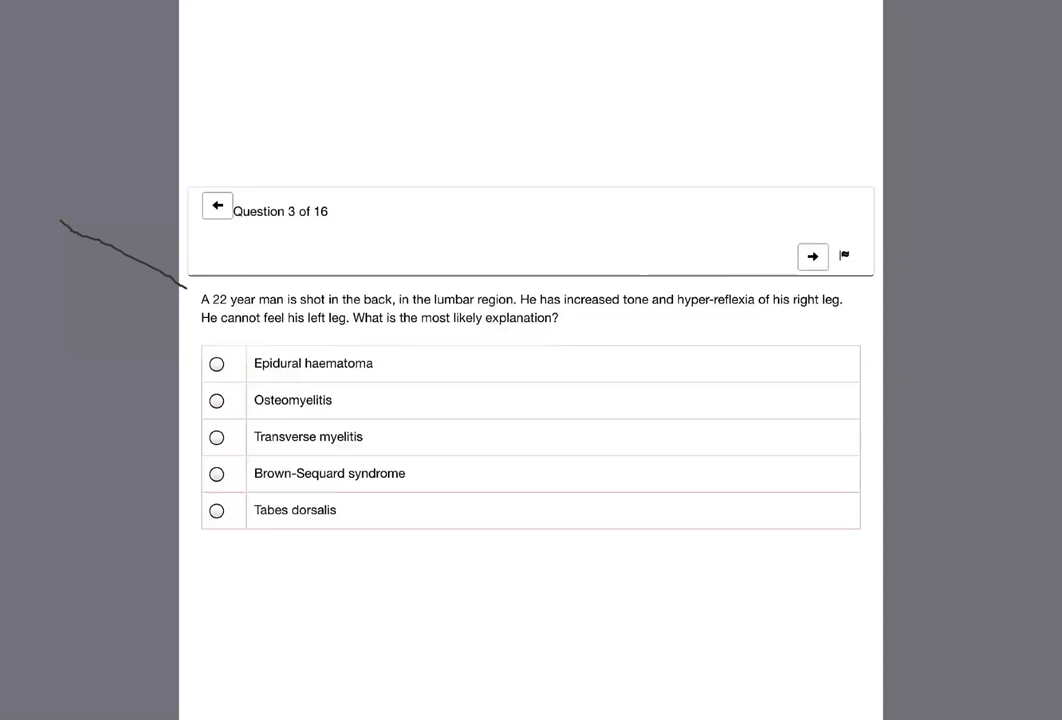 Question 3 of 16
A 22 year man is shot in the back, in the lumbar region. He has increased tone and hyper-reflexia of his right leg.
He cannot feel his left leg. What is the most likely explanation?
Epidural haematoma
Osteomyelitis
Transverse myelitis
Brown-Sequard syndrome
Tabes dorsalis